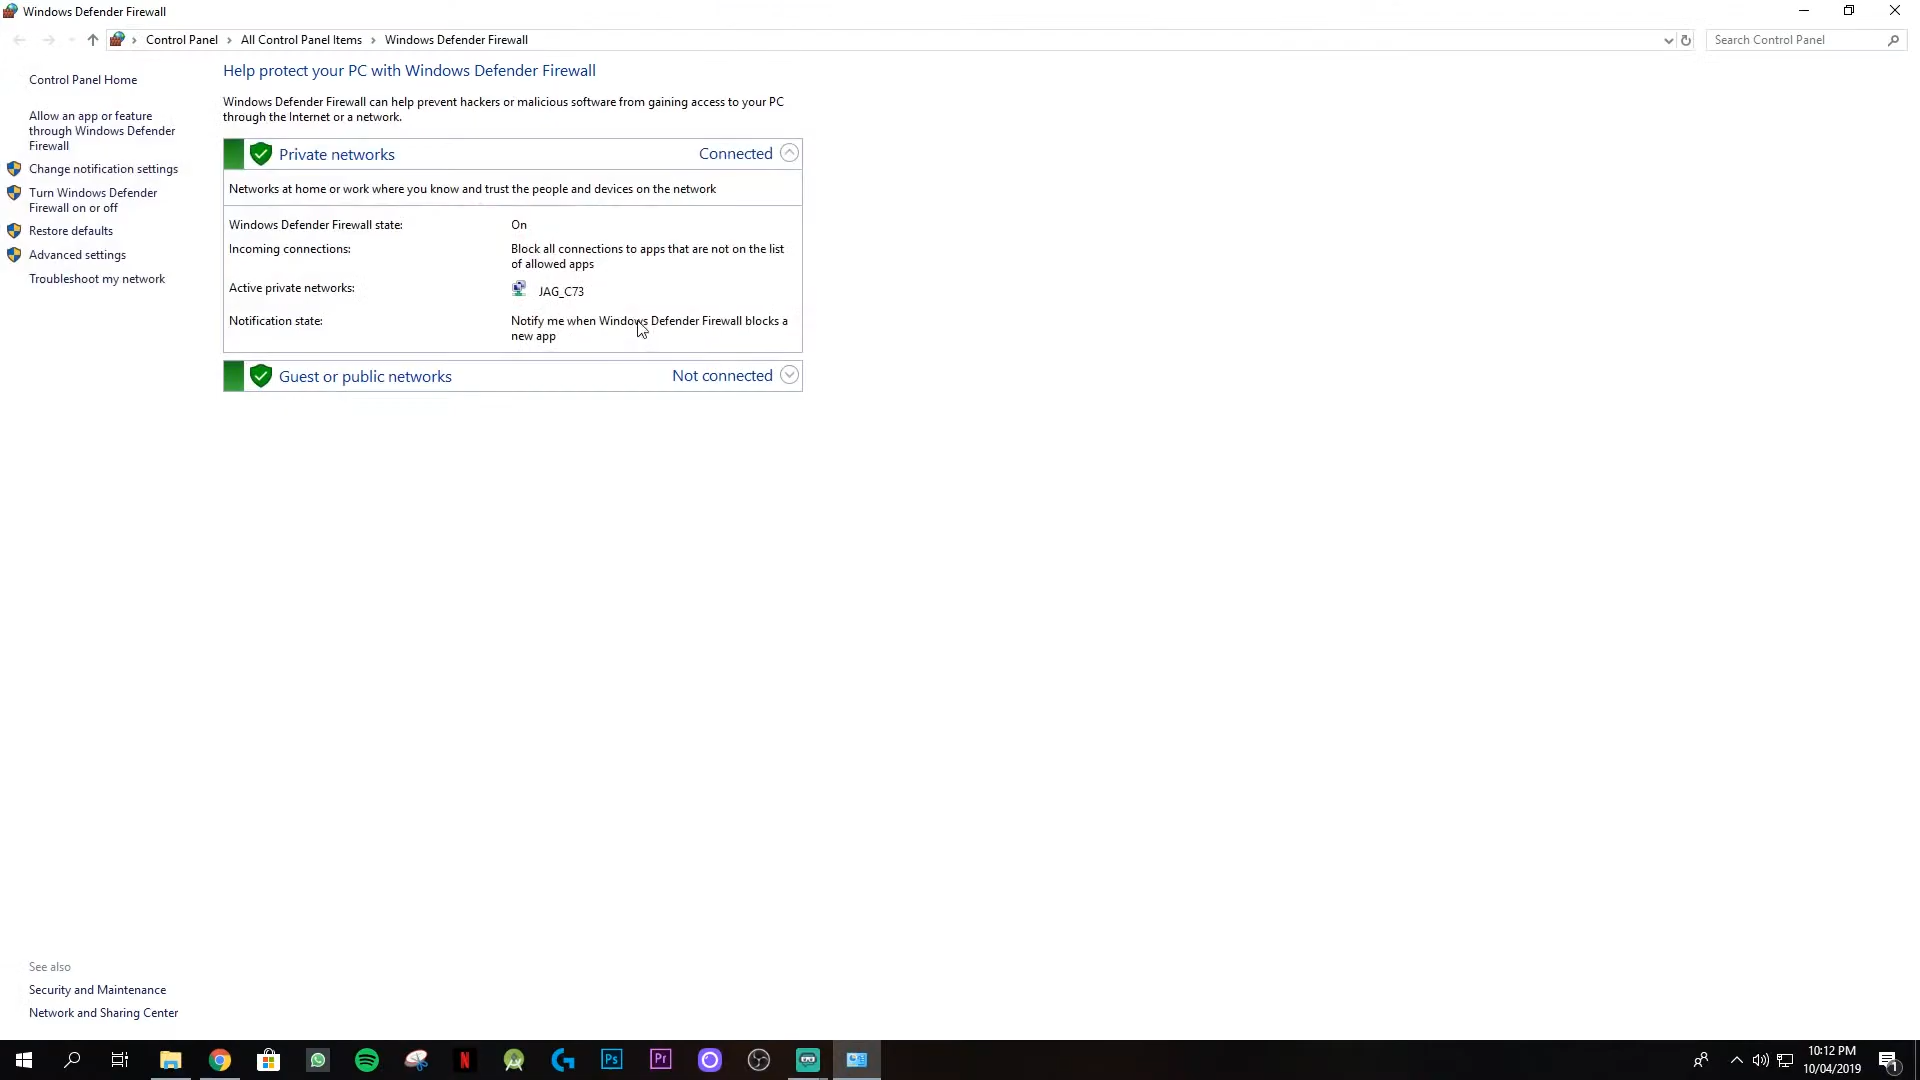 Windows Defender Firewall
Control Panel
All Control Panel Items
Windows Defender Firewall
Search Control Panel
Control Panel Home
Allow an app or feature
through Windows Defender
Firewall
Change notification settings
Turn Windows Defender
Firewall on or off
Restore defaults
Advanced settings
Troubleshoot my network
Help protect your PC with Windows Defender Firewall
Windows Defender Firewall can help prevent hackers or malicious software from gaining access to your PC
through the Internet or a network.
Private networks
Connected
Networks at home or work where you know and trust the people and devices on the network
Windows Defender Firewall state:
On
Incoming connections:
Block all connections to apps that are not on the list
of allowed apps
Active private networks:
JAG_C73
Notification state:
Notify me when Windows Defender Firewall blocks a
new app
Guest or public networks
Not connected
See also
Security and Maintenance
Network and Sharing Center
N
Ps
Pr
10:12 PM
10/04/2019
1